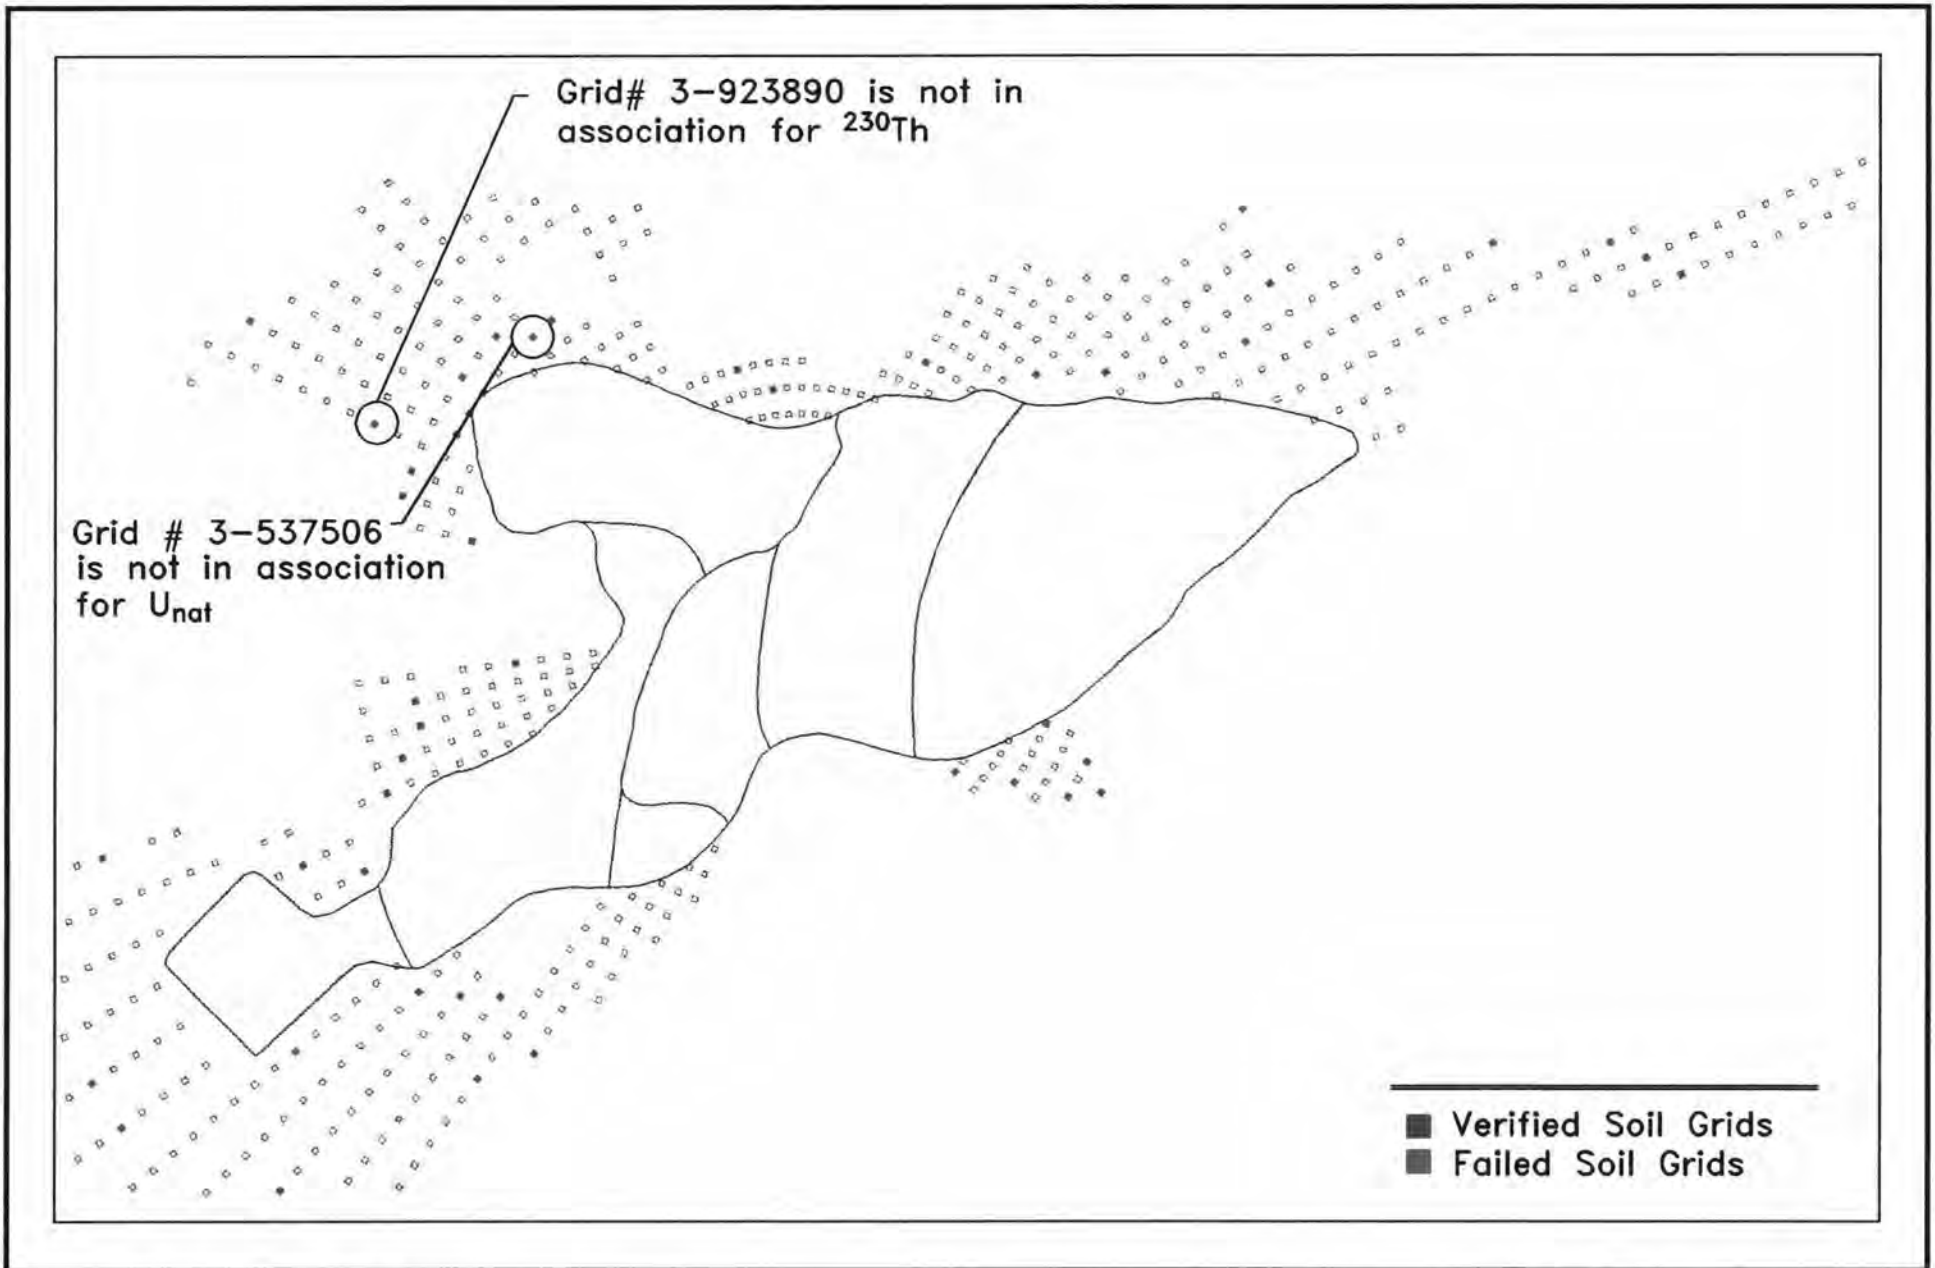 Grid# 3-923890 is not in
association for ²³⁰Th
Grid # 3-537506
is not in association
for Uₙₐₜ
Verified Soil Grids
Failed Soil Grids